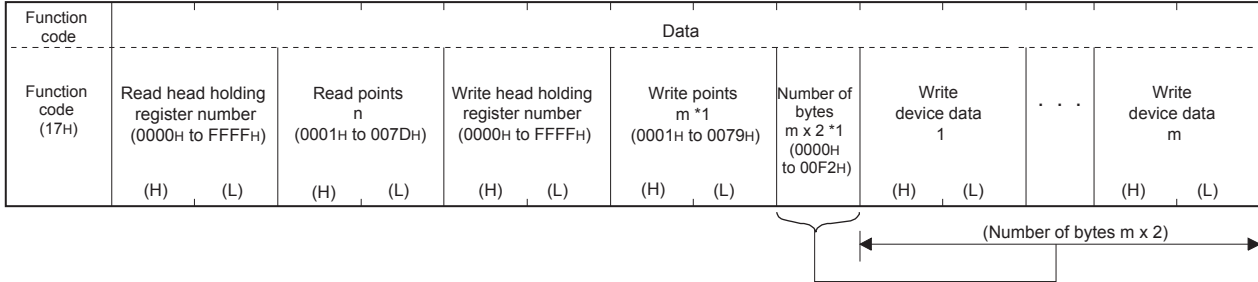 Function
code
Data
Function
code
(17H)
Read head holding
register number
(0000H to FFFFH)
(H) (L)
Read points
n
(0001H to 007DH)
(H) (L)
Write head holding
register number
(0000H to FFFFH)
(H) (L)
Write points
m *1
(0001H to 0079H)
(H) (L)
Number of
bytes
m x 2 *1
(0000H
to 00F2H)
Write
device data
1
(H) (L)
· · ·
Write
device data
m
(H) (L)
(Number of bytes m x 2)